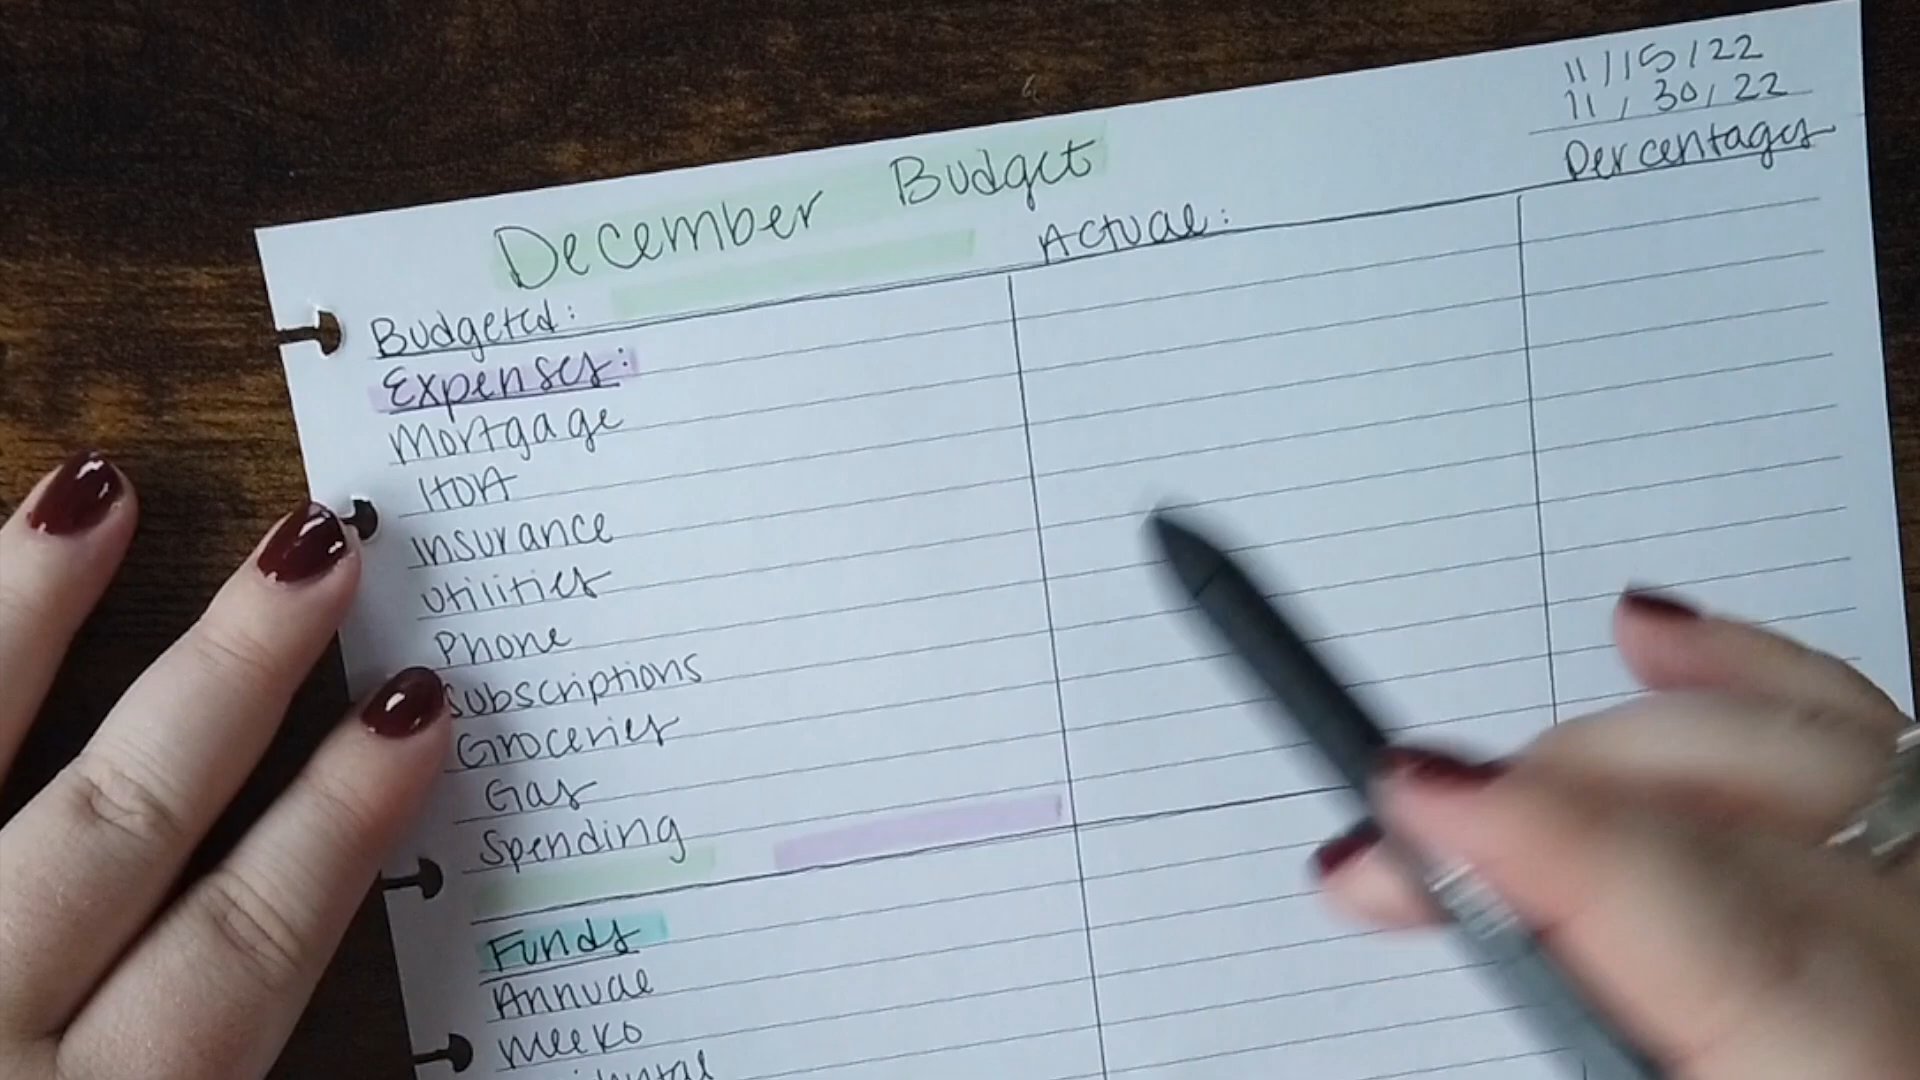 11/15/22
11/30/22
Percentages
December Budget
Budgeted:
Actual:
Expenses:
Mortgage
HOA
Insurance
Utilities
Phone
Subscriptions
Groceries
Gas
Spending
Funds
Annual
Meeko